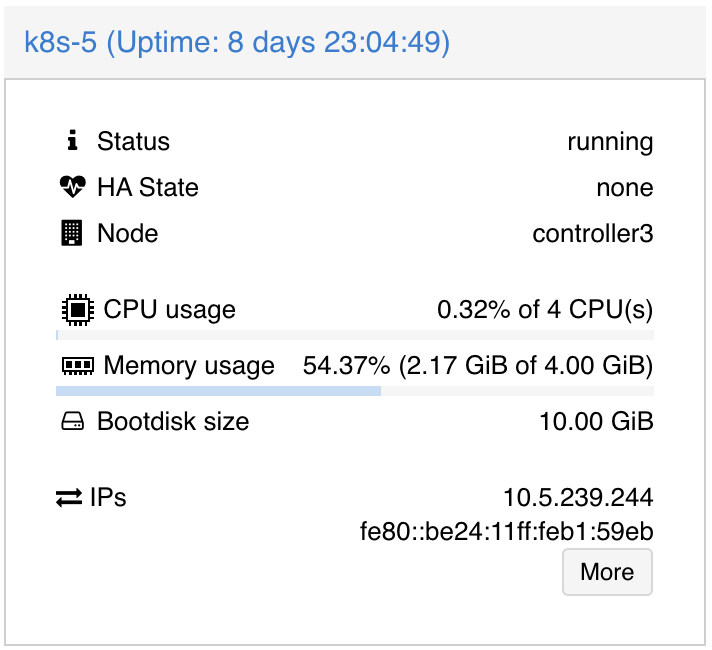 k8s-5 (Uptime: 8 days 23:04:49)
Status running
HA State none
Node controller3
CPU usage 0.32% of 4 CPU(s)
Memory usage 54.37% (2.17 GiB of 4.00 GiB)
Bootdisk size 10.00 GiB
IPs 10.5.239.244
fe80::be24:11ff:feb1:59eb
More